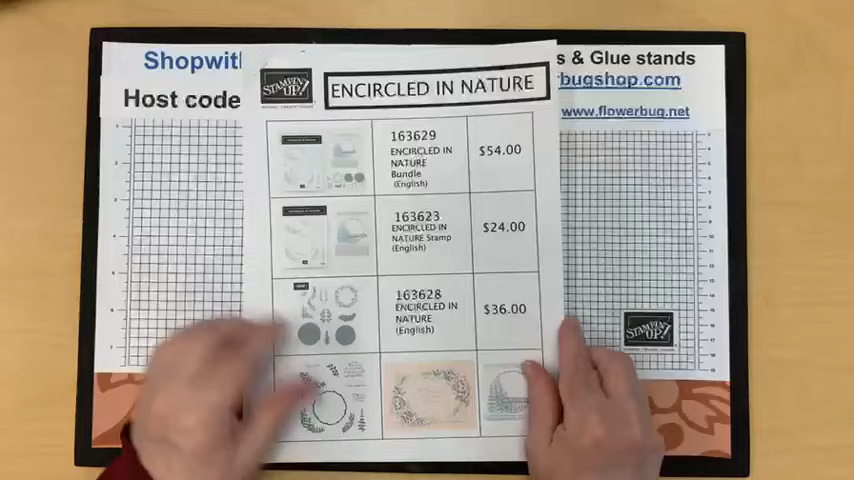 Shopwit
s & Glue stands
bugshop.com
Host code
www.flowerbug.net
STAMPIN' UP!
ENCIRCLED IN NATURE
163629
ENCIRCLED IN
NATURE
Bundle
(English)
$54.00
163623
ENCIRCLED IN
NATURE Stamp
(English)
$24.00
163628
ENCIRCLED IN
NATURE
(English)
$36.00
STAMPIN' UP!